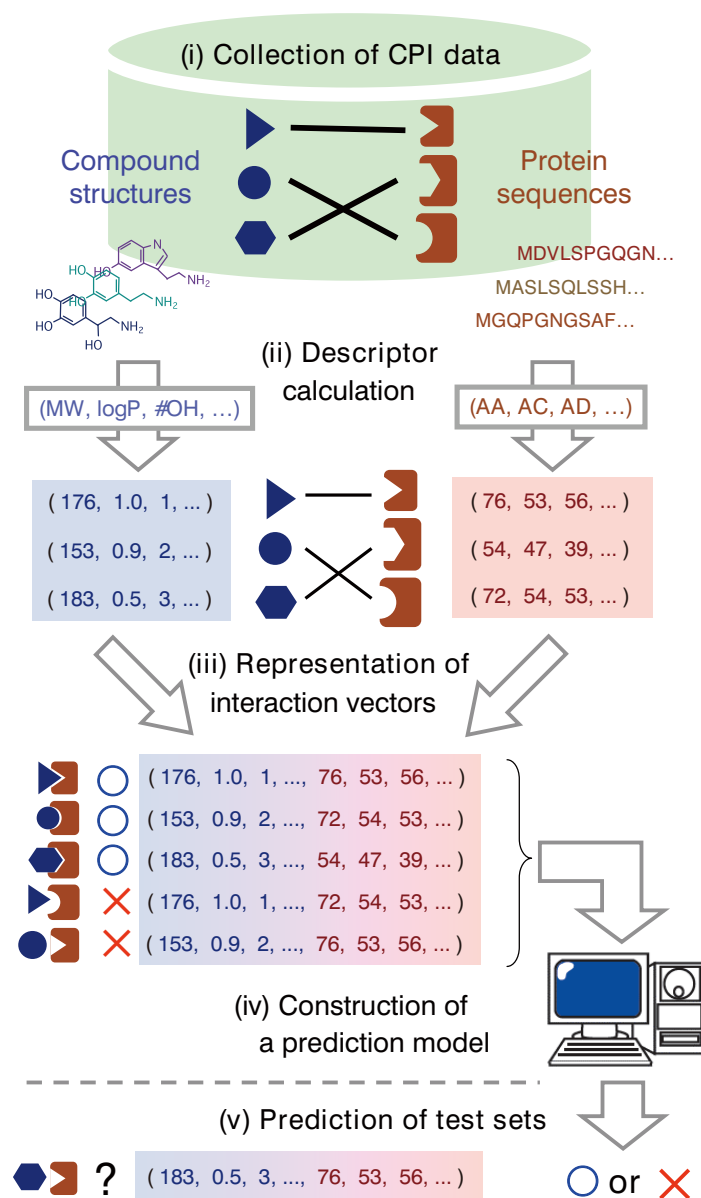 (i) Collection of CPI data
Compound
structures
Protein
sequences
MDVLSPGQGN...
MASLSQLSSH...
MGQPGNGSAF...
N
HO
NH2
HO
HO
NH2
HO
HO
NH2
OH
(ii) Descriptor
calculation
(MW, logP, #OH, ...)
(AA, AC, AD, ...)
(176, 1.0, 1, ...)
(153, 0.9, 2, ...)
(183, 0.5, 3, ...)
(76, 53, 56, ...)
(54, 47, 39, ...)
(72, 54, 53, ...)
(iii) Representation of
interaction vectors
(176, 1.0, 1, ..., 76, 53, 56, ...)
(153, 0.9, 2, ..., 72, 54, 53, ...)
(183, 0.5, 3, ..., 54, 47, 39, ...)
(176, 1.0, 1, ..., 72, 54, 53, ...)
(153, 0.9, 2, ..., 76, 53, 56, ...)
(iv) Construction of
a prediction model
(v) Prediction of test sets
? (183, 0.5, 3, ..., 76, 53, 56, ...)
or